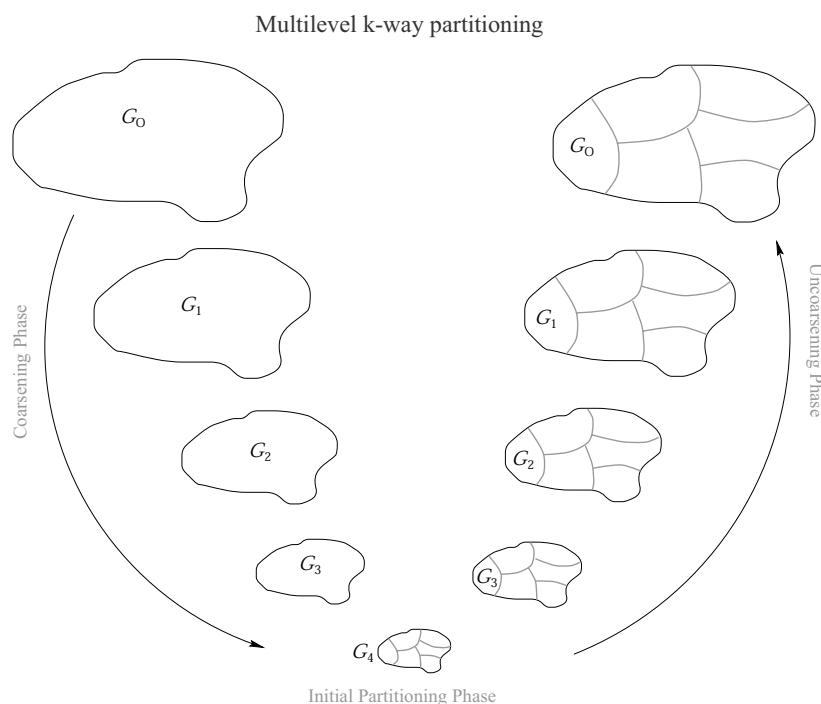 Multilevel k-way partitioning
G₀
G₀
G₁
G₁
G₂
G₂
G₃
G₃
G₄
Coarsening Phase
Uncoarsening Phase
Initial Partitioning Phase